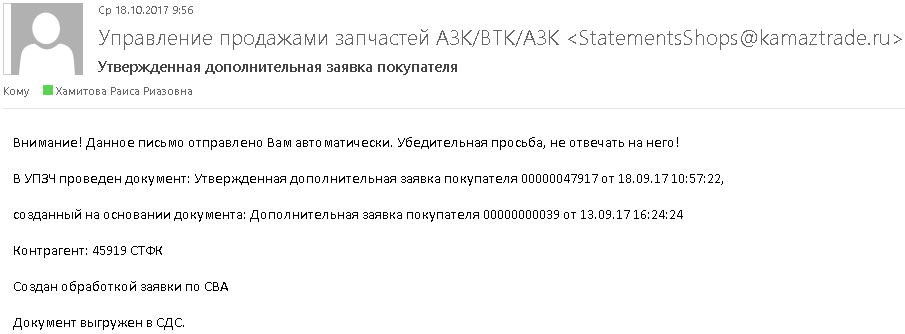 Ср 18.10.2017 9:56
Управление продажами запчастей АЗК/ВТК/АЗК <StatementsShops@kamaztrade.ru>
Утвержденная дополнительная заявка покупателя
Кому Хамитова Раиса Риазовна
Внимание! Данное письмо отправлено Вам автоматически. Убедительная просьба, не отвечать на него!
В УПЗЧ проведен документ: Утвержденная дополнительная заявка покупателя 00000047917 от 18.09.17 10:57:22,
созданный на основании документа: Дополнительная заявка покупателя 00000000039 от 13.09.17 16:24:24
Контрагент: 45919 СТФК
Создан обработкой заявки по СВА
Документ выгружен в СДС.